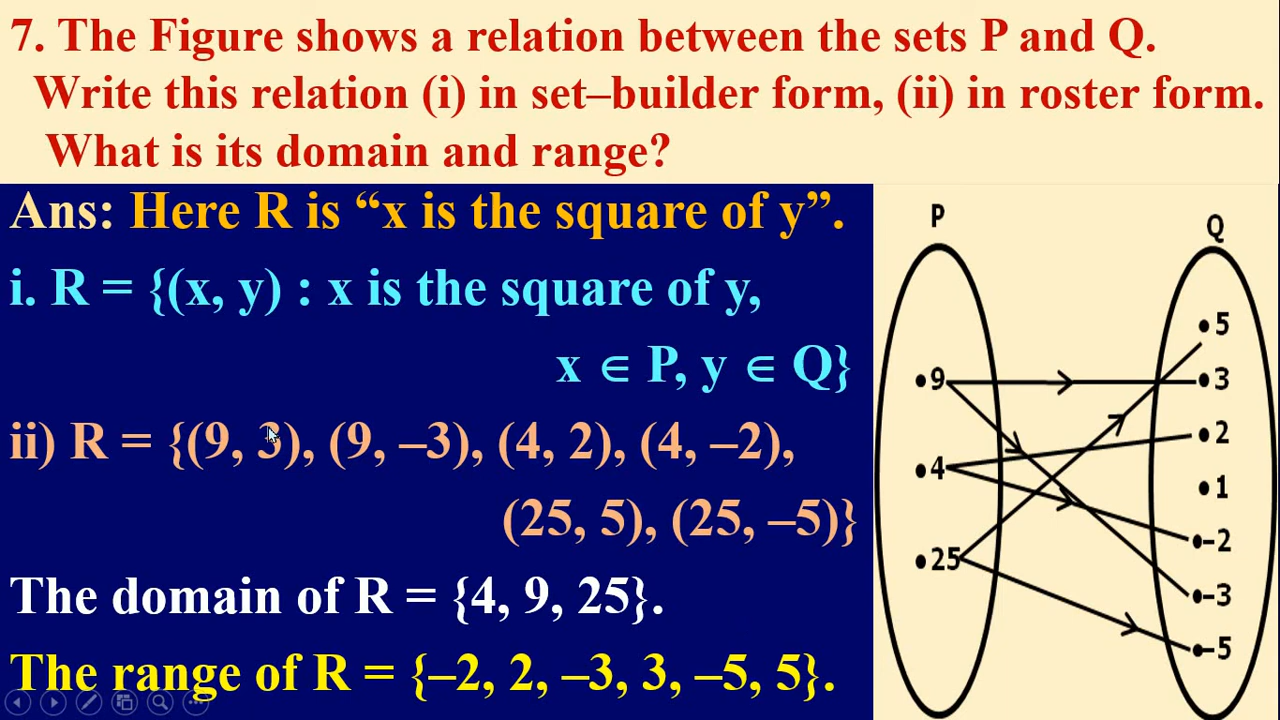 7. The Figure shows a relation between the sets P and Q.
Write this relation (i) in set–builder form, (ii) in roster form.
What is its domain and range?
Ans: Here R is “x is the square of y”.
i. R = {(x, y) : x is the square of y,
x ∈ P, y ∈ Q}
ii) R = {(9, 3), (9, –3), (4, 2), (4, –2),
(25, 5), (25, –5)}
The domain of R = {4, 9, 25}.
The range of R = {–2, 2, –3, 3, –5, 5}.
P
9
4
25
Q
5
3
2
1
–2
–3
–5